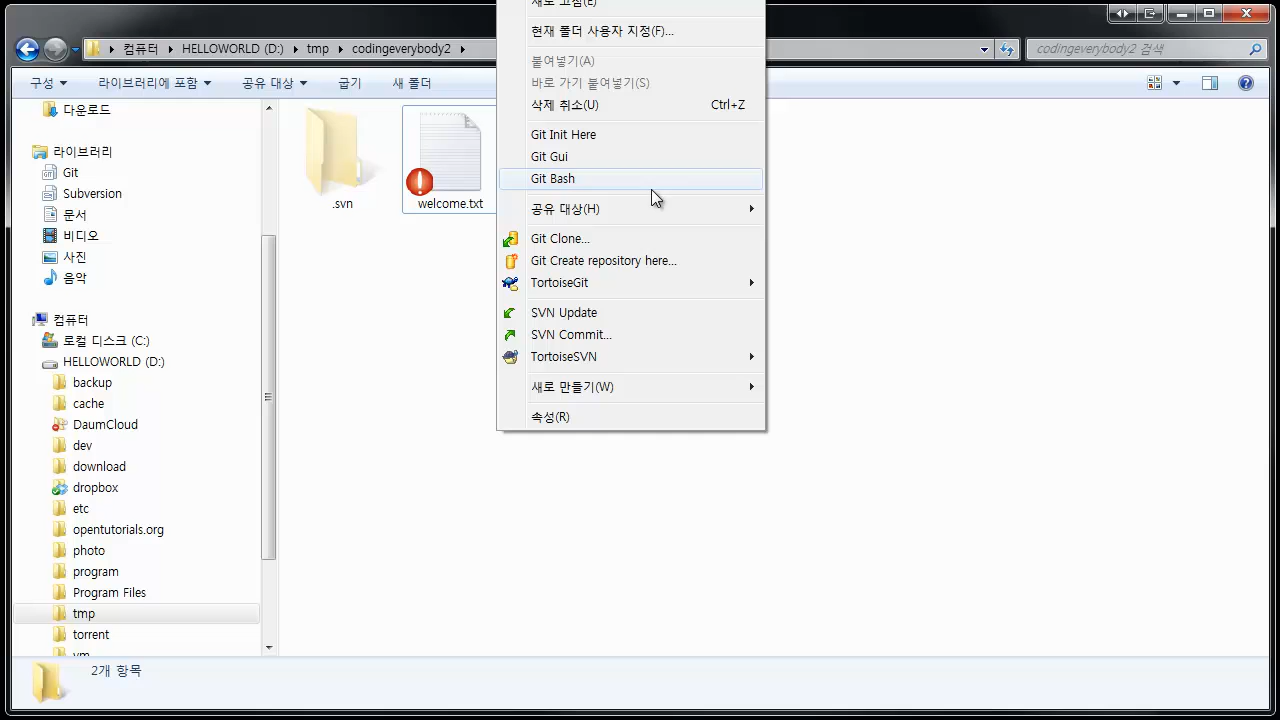 새로 고침(E)
컴퓨터 HELLOWORLD (D:) tmp codingeverybody2
codingeverybody2 검색
구성 라이브러리에 포함 공유 대상 굽기 새 폴더
다운로드
라이브러리
Git
Subversion
문서
비디오
사진
음악
컴퓨터
로컬 디스크 (C:)
HELLOWORLD (D:)
backup
cache
DaumCloud
dev
download
dropbox
etc
opentutorials.org
photo
program
Program Files
tmp
torrent
vm
.svn
welcome.txt
현재 폴더 사용자 지정(F)...
붙여넣기(A)
바로 가기 붙여넣기(S)
삭제 취소(U) Ctrl+Z
Git Init Here
Git Gui
Git Bash
공유 대상(H)
Git Clone...
Git Create repository here...
TortoiseGit
SVN Update
SVN Commit...
TortoiseSVN
새로 만들기(W)
속성(R)
2개 항목